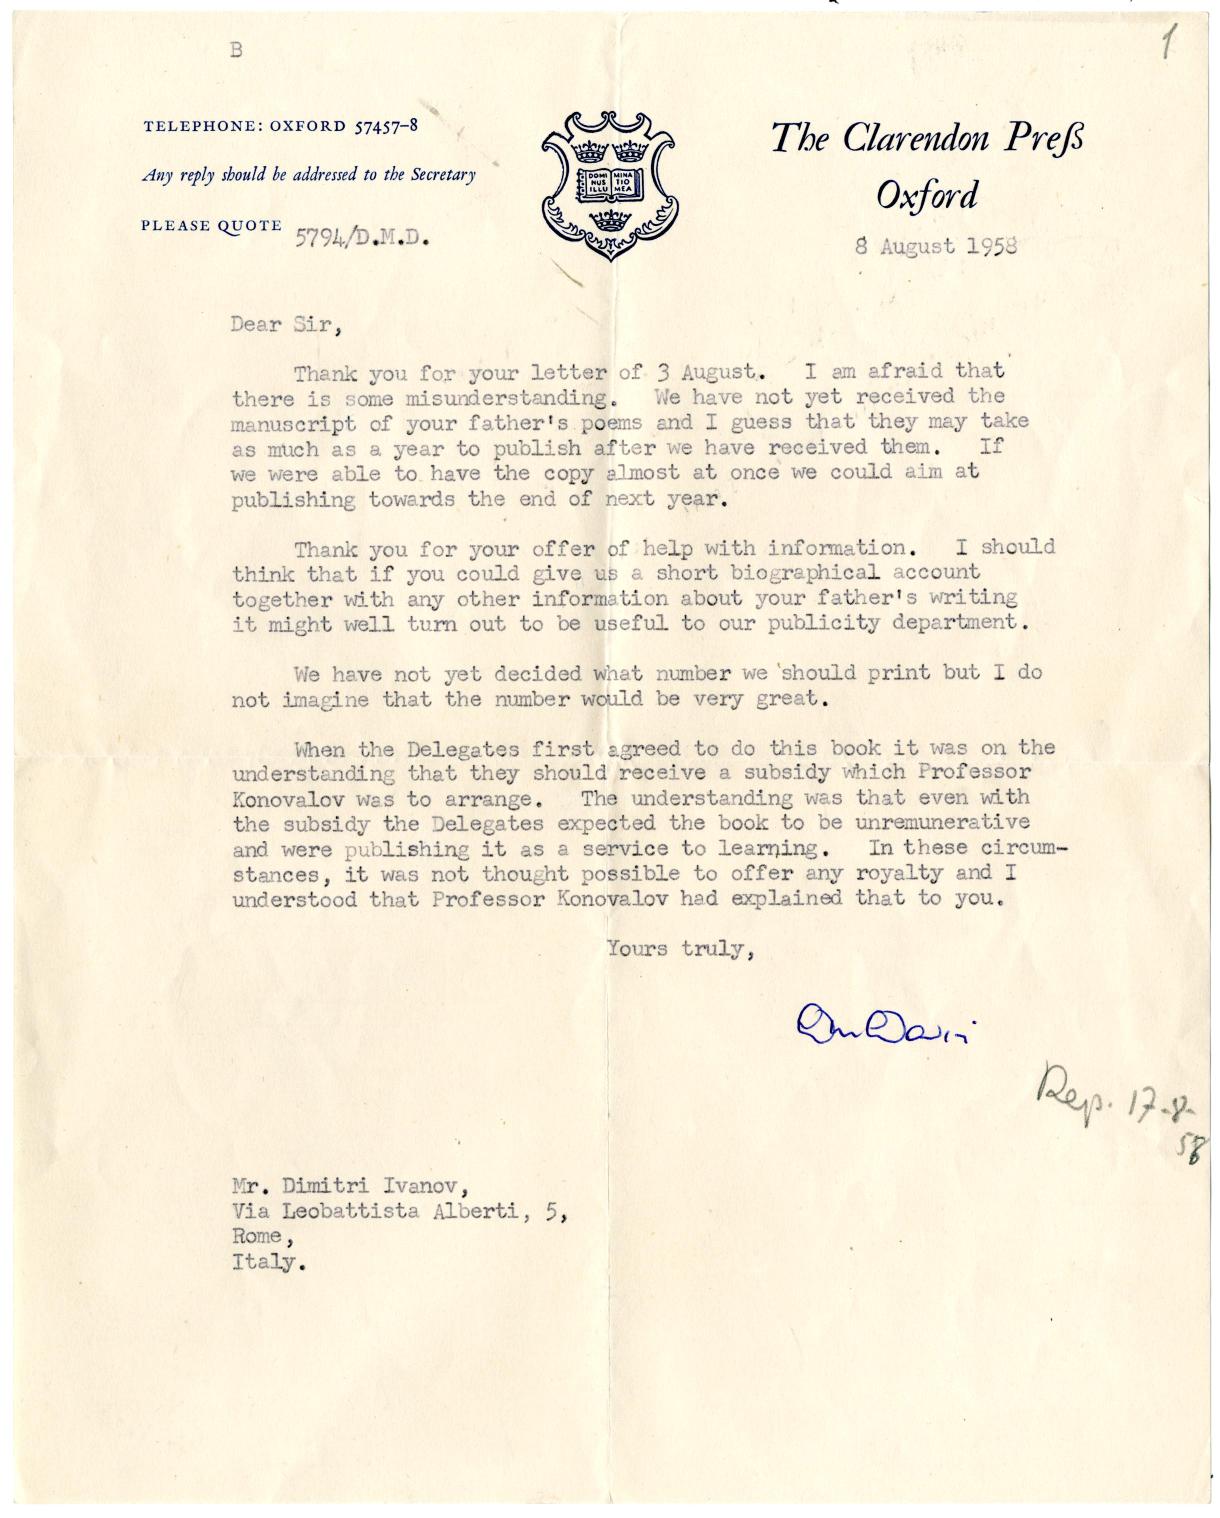 B
1
TELEPHONE: OXFORD 57457–8
Any reply should be addressed to the Secretary
PLEASE QUOTE 5794/D.M.D.
DOMI NUS ILLU MINA TIO MEA
The Clarendon Preſs
Oxford
8 August 1958
Dear Sir,
Thank you for your letter of 3 August. I am afraid that
there is some misunderstanding. We have not yet received the
manuscript of your father's poems and I guess that they may take
as much as a year to publish after we have received them. If
we were able to have the copy almost at once we could aim at
publishing towards the end of next year.
Thank you for your offer of help with information. I should
think that if you could give us a short biographical account
together with any other information about your father's writing
it might well turn out to be useful to our publicity department.
We have not yet decided what number we should print but I do
not imagine that the number would be very great.
When the Delegates first agreed to do this book it was on the
understanding that they should receive a subsidy which Professor
Konovalov was to arrange. The understanding was that even with
the subsidy the Delegates expected the book to be unremunerative
and were publishing it as a service to learning. In these circum-
stances, it was not thought possible to offer any royalty and I
understood that Professor Konovalov had explained that to you.
Yours truly,
Rep. 17-8-
58
Mr. Dimitri Ivanov,
Via Leobattista Alberti, 5,
Rome,
Italy.